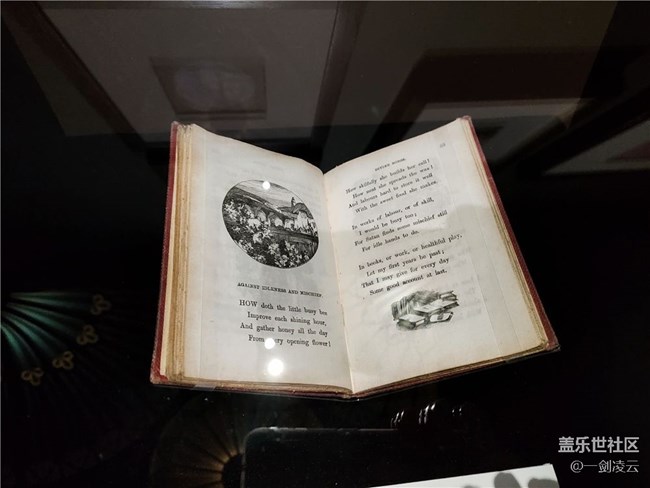 AGAINST IDLENESS AND MISCHIEF.
HOW doth the little busy bee
Improve each shining hour,
And gather honey all the day
From every opening flower!
How skilfully she builds her cell!
How neat she spreads the wax!
And labours hard to store it well
With the sweet food she makes.
In works of labour, or of skill,
I would be busy too;
For Satan finds some mischief still
For idle hands to do.
In books, or work, or healthful play,
Let my first years be past;
That I may give for every day
Some good account at last.
盖乐世社区
@一剑凌云